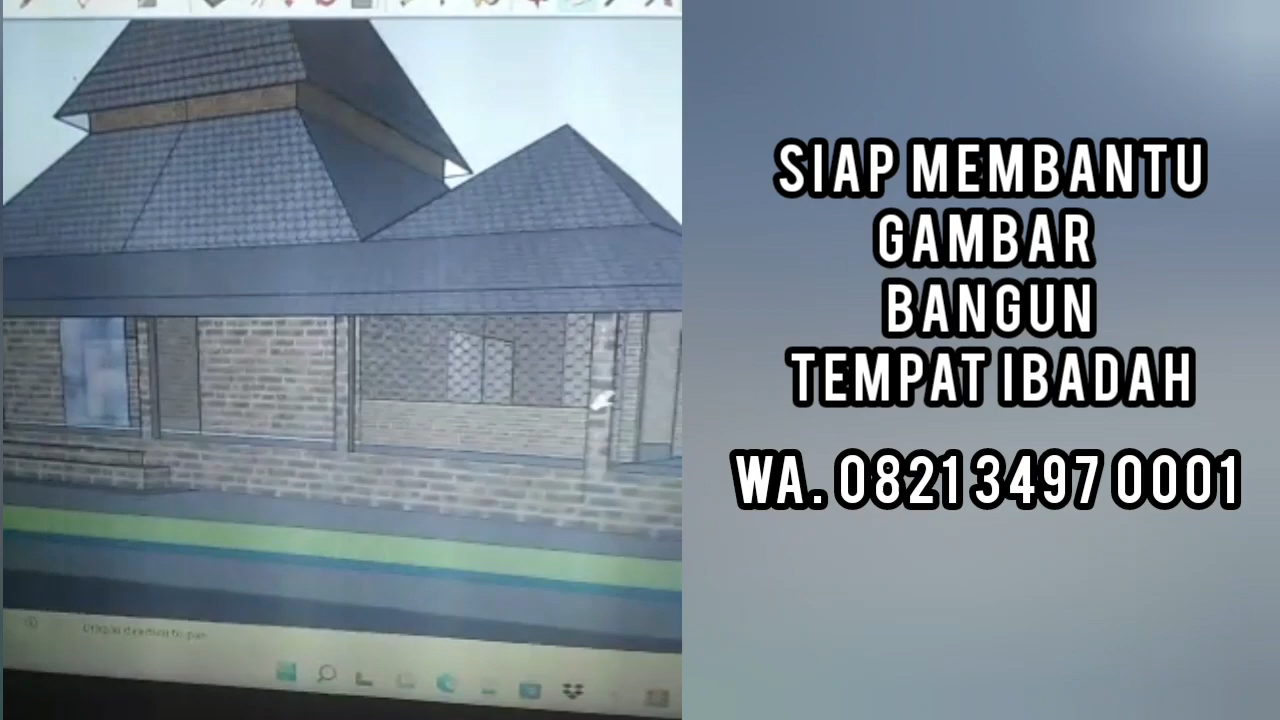 SIAP MEMBANTU
GAMBAR
BANGUN
TEMPAT IBADAH
WA. 0821 3497 0001